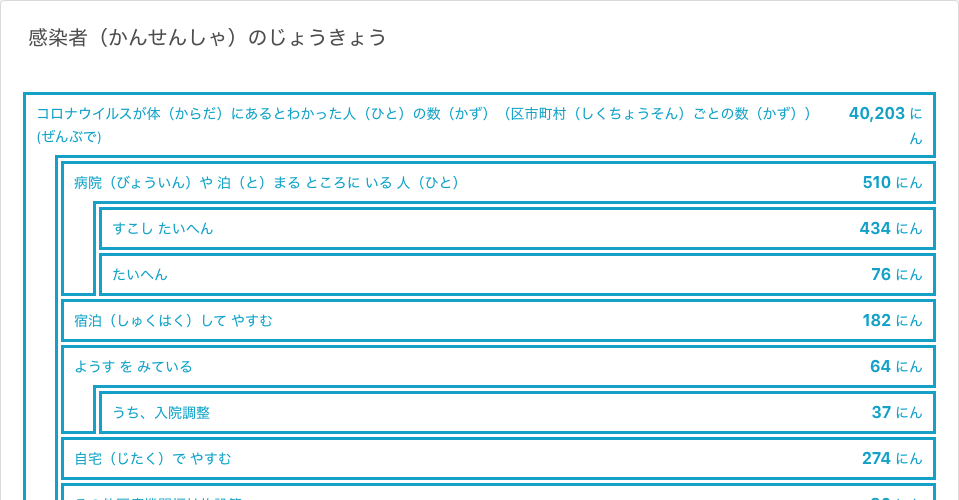 感染者（かんせんしゃ）のじょうきょう
コロナウイルスが体（からだ）にあるとわかった人（ひと）の数（かず）（区市町村（しくちょうそん）ごとの数（かず）） 40,203 に
(ぜんぶで) ん
病院（びょういん）や 泊（と）まる ところに いる 人（ひと） 510 にん
すこし たいへん 434 にん
たいへん 76 にん
宿泊（しゅくはく）して やすむ 182 にん
ようす を みている 64 にん
うち、入院調整 37 にん
自宅（じたく）で やすむ 274 にん